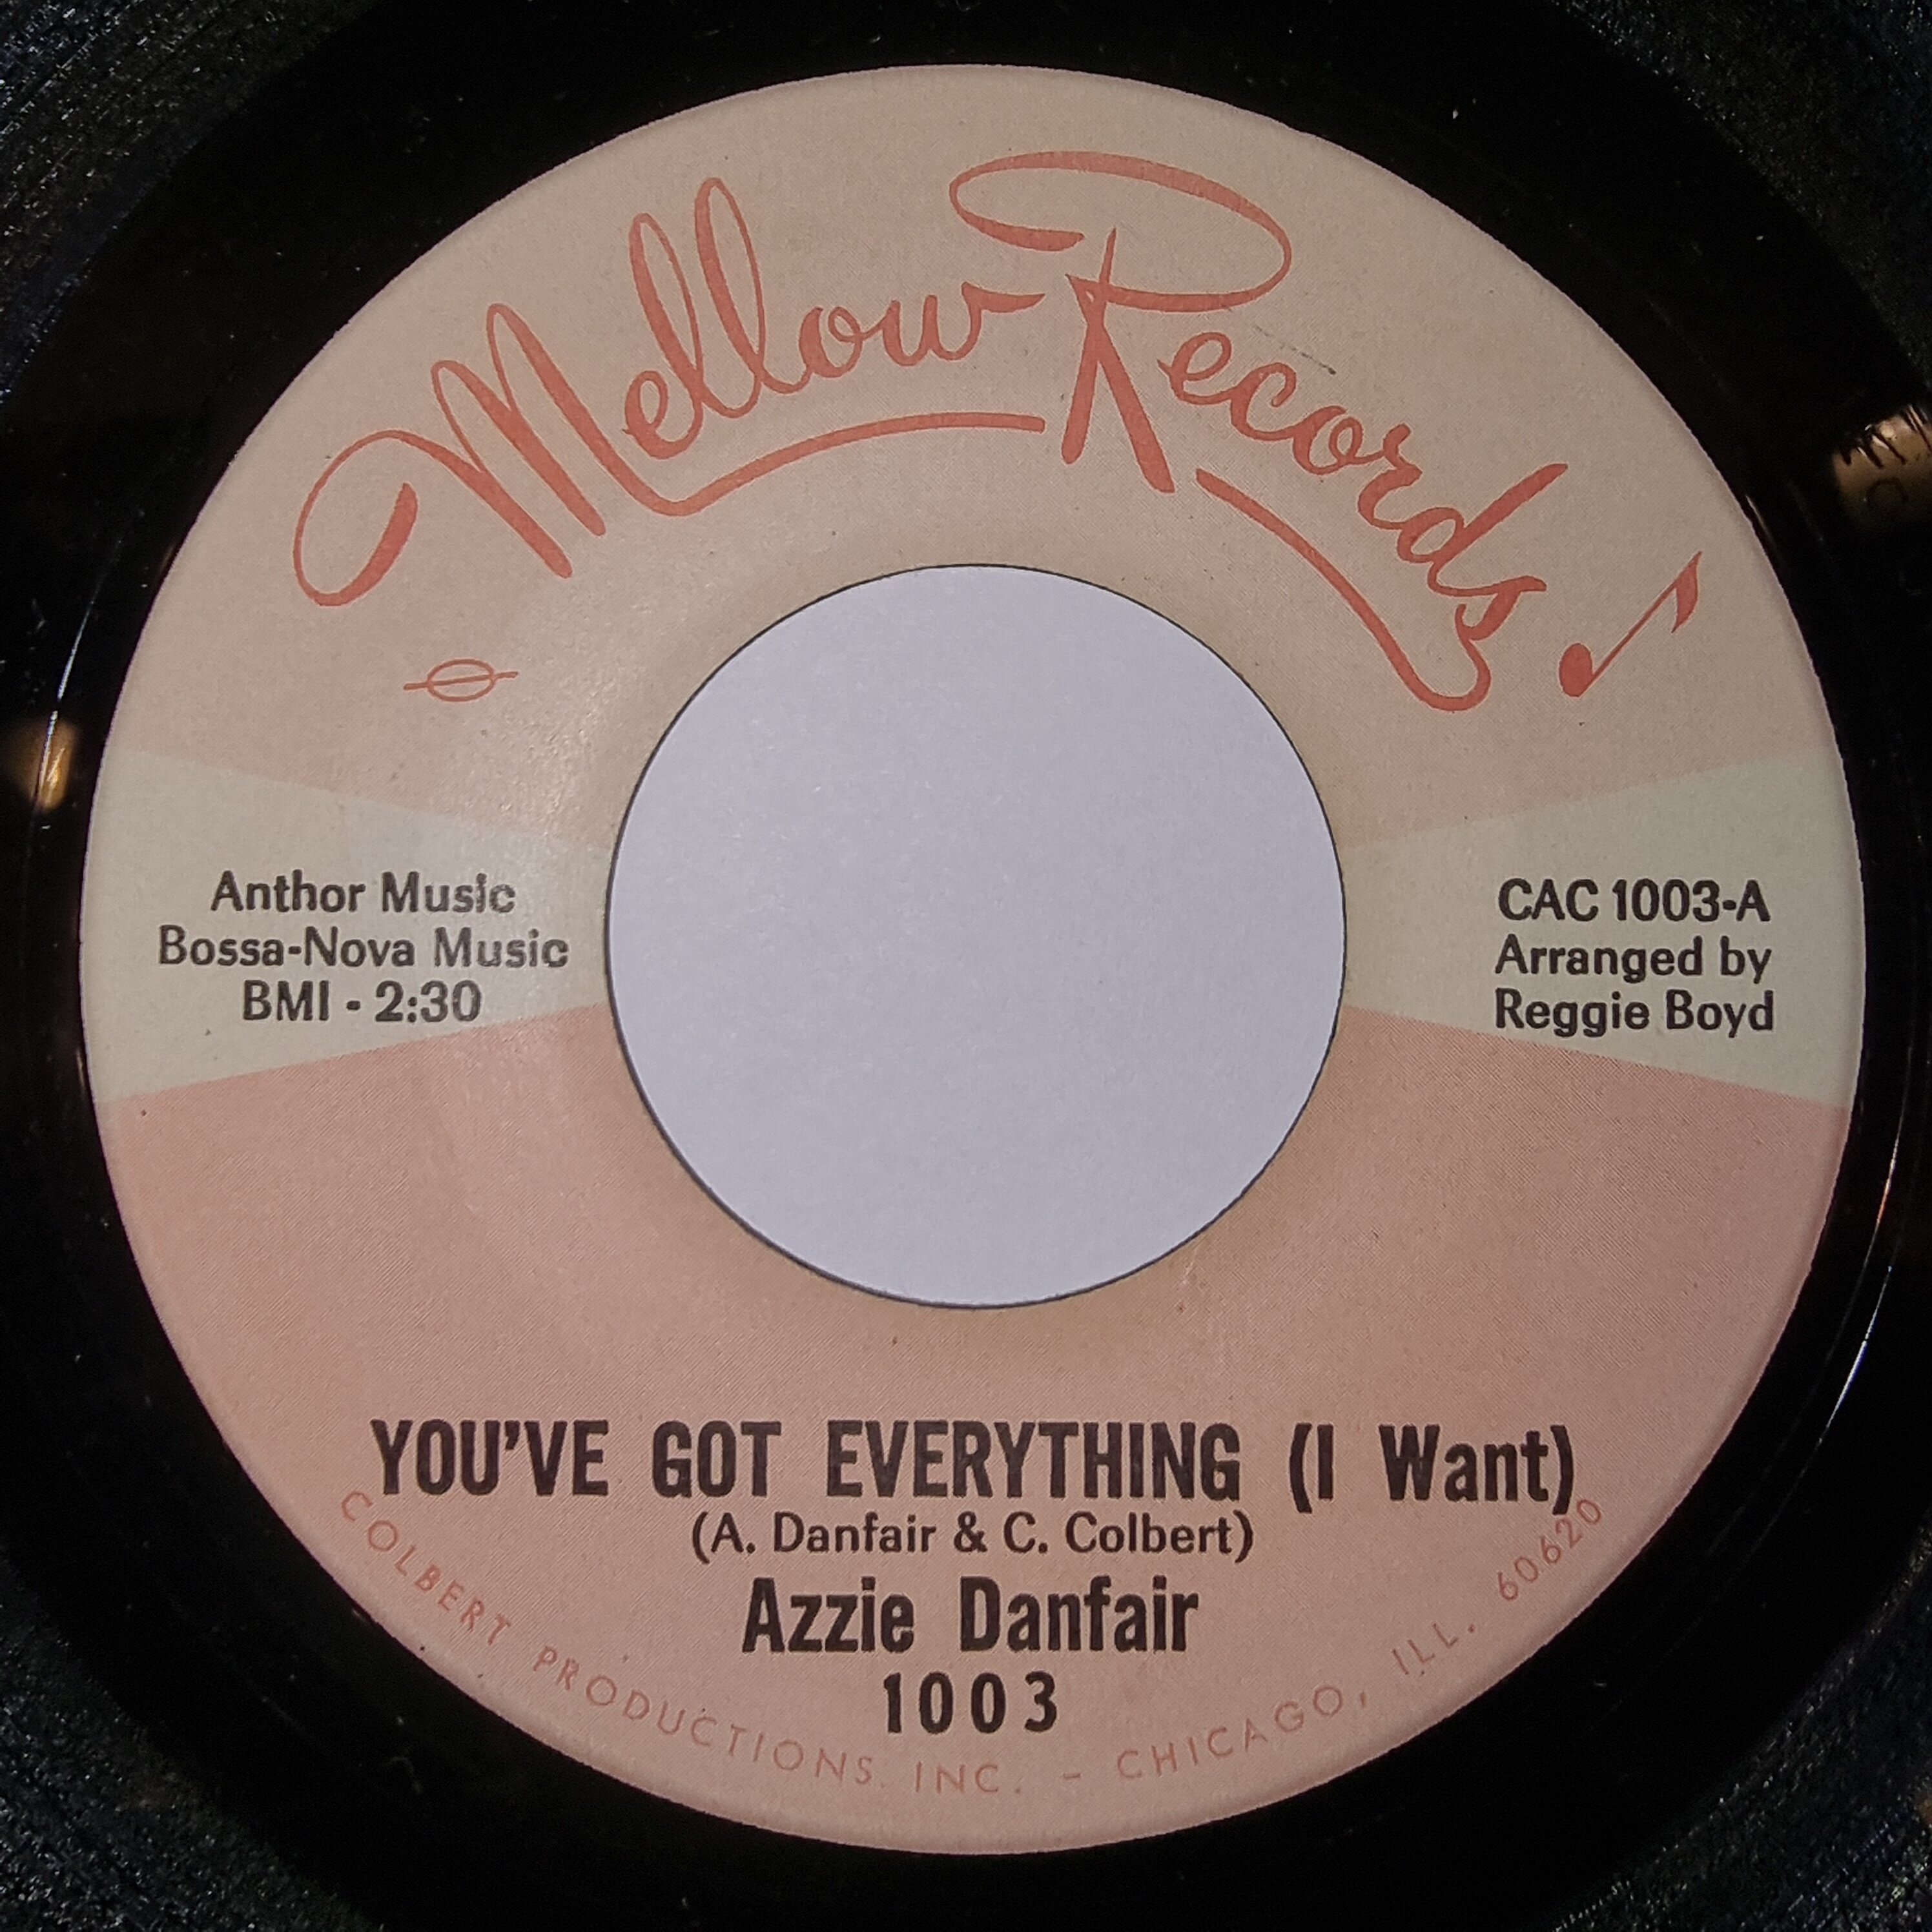 Mellow Records
Anthor Music
Bossa-Nova Music
BMI - 2:30
CAC 1003-A
Arranged by
Reggie Boyd
YOU'VE GOT EVERYTHING (I Want)
(A. Danfair & C. Colbert)
Azzie Danfair
1003
COLBERT PRODUCTIONS. INC. - CHICAGO, ILL. 60620